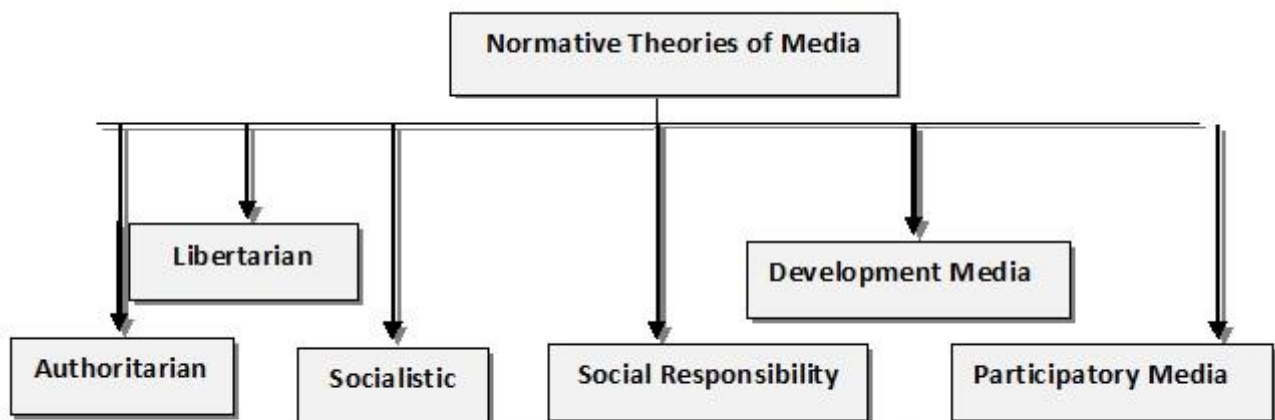 Normative Theories of Media
Libertarian
Development Media
Authoritarian
Socialistic
Social Responsibility
Participatory Media